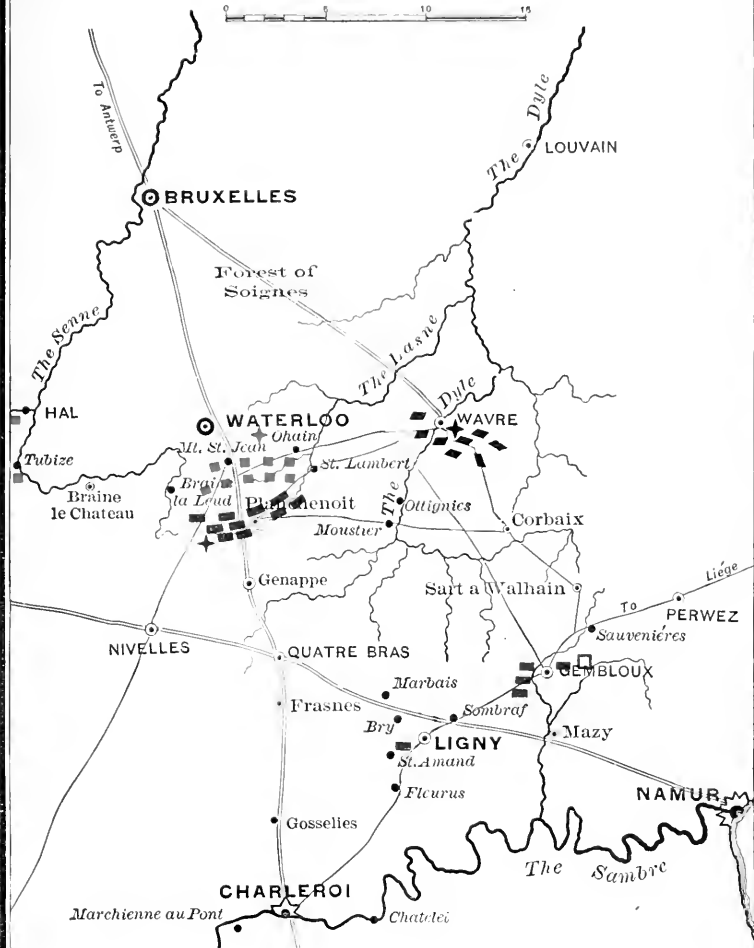 0 5 10 15
To Antwerp
The Dyle
LOUVAIN
BRUXELLES
Forest of
Soignes
The Senne
The Lasne
HAL
WATERLOO
Dyle
WAVRE
Mt. St. Jean
Ohain
Tubize
St. Lambert
Braine
le Chateau
Braine
la Leud
Planchenoit
The
Ottignies
Moustier
Corbaix
Genappe
Sart a Walhain
To Liége
PERWEZ
NIVELLES
QUATRE BRAS
Sauvenières
GEMBLOUX
Marbais
Frasnes
Sombraf
Bry
Mazy
LIGNY
St. Amand
NAMUR
Fleurus
Gosselies
The Sambre
CHARLEROI
Marchienne au Pont
Chatelet